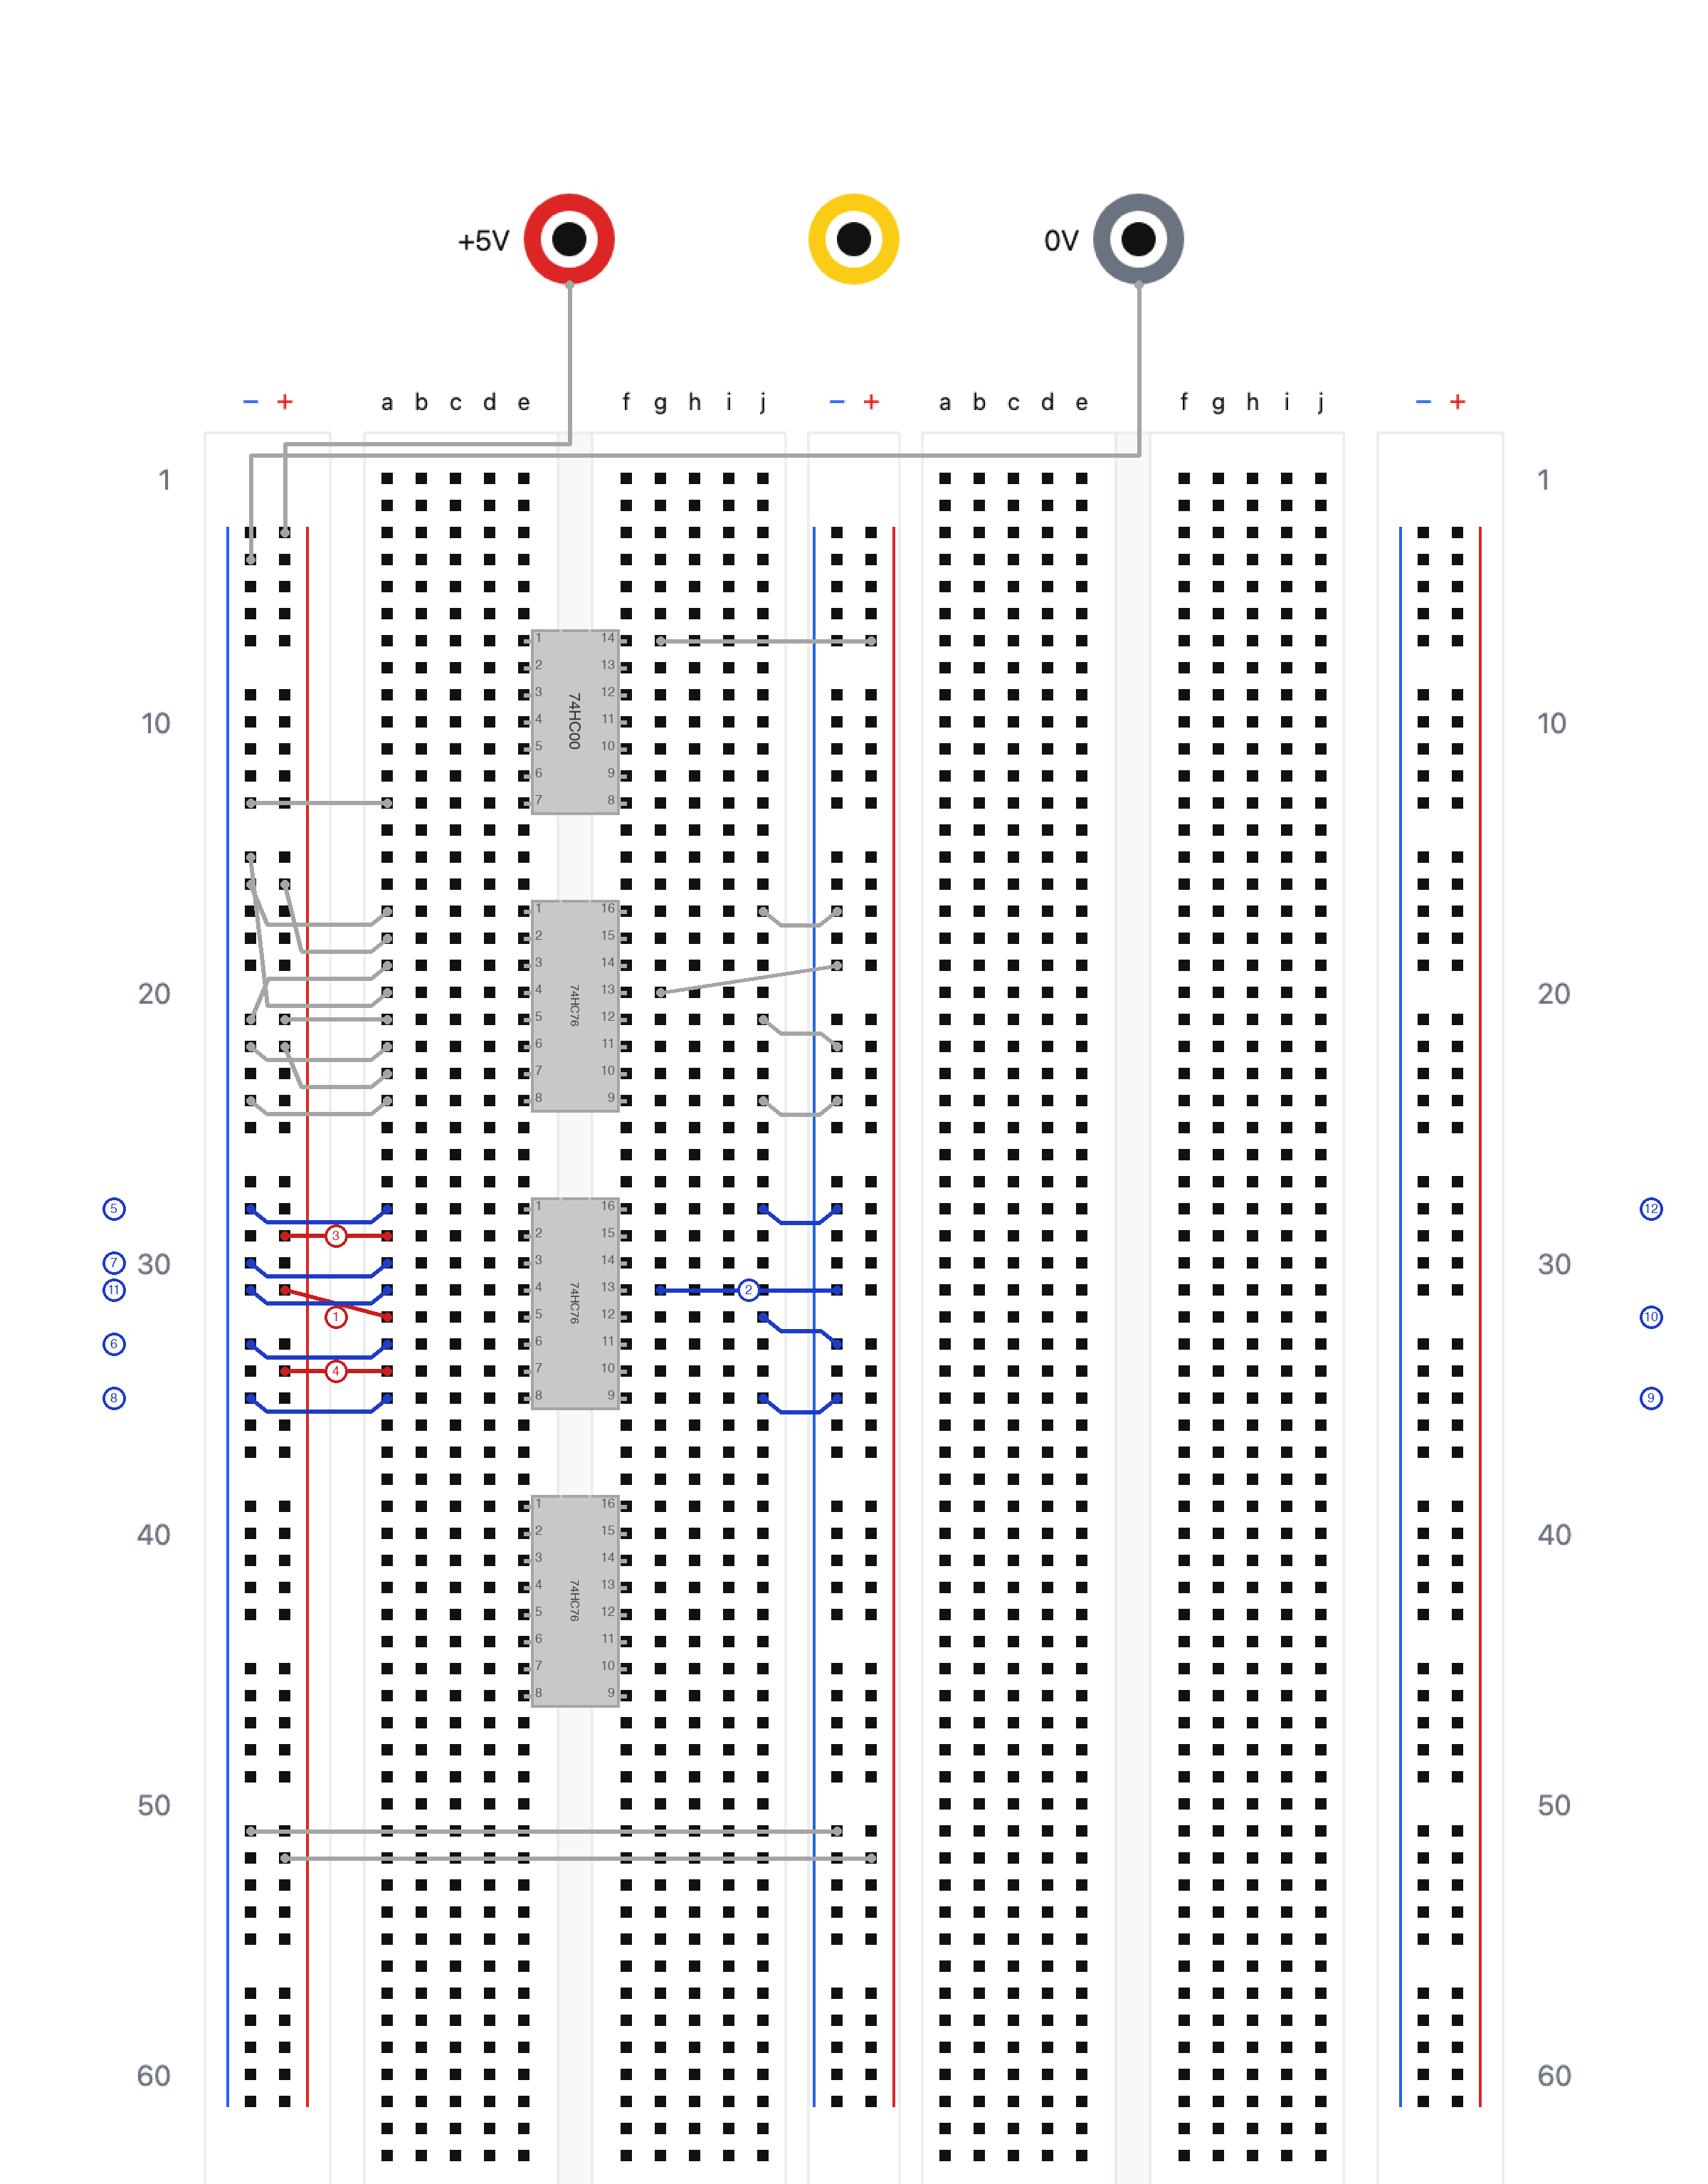 +5V 0V
− + a b c d e f g h i j − + a b c d e f g h i j − +
1 1
1 14
2 13
3 12
10 4 11 10
5 10
6 9
7 8
74HC00
1 16
2 15
3 14
20 4 13 20
5 12
6 11
7 10
8 9
74HC76
5 1 16 12
3 2 15
7 30 3 14 30
11 4 13 2
1 5 12 10
6 6 11
4 7 10
8 8 9 9
74HC76
1 16
40 2 15 40
3 14
4 13
5 12
6 11
7 10
8 9
74HC76
50 50
60 60